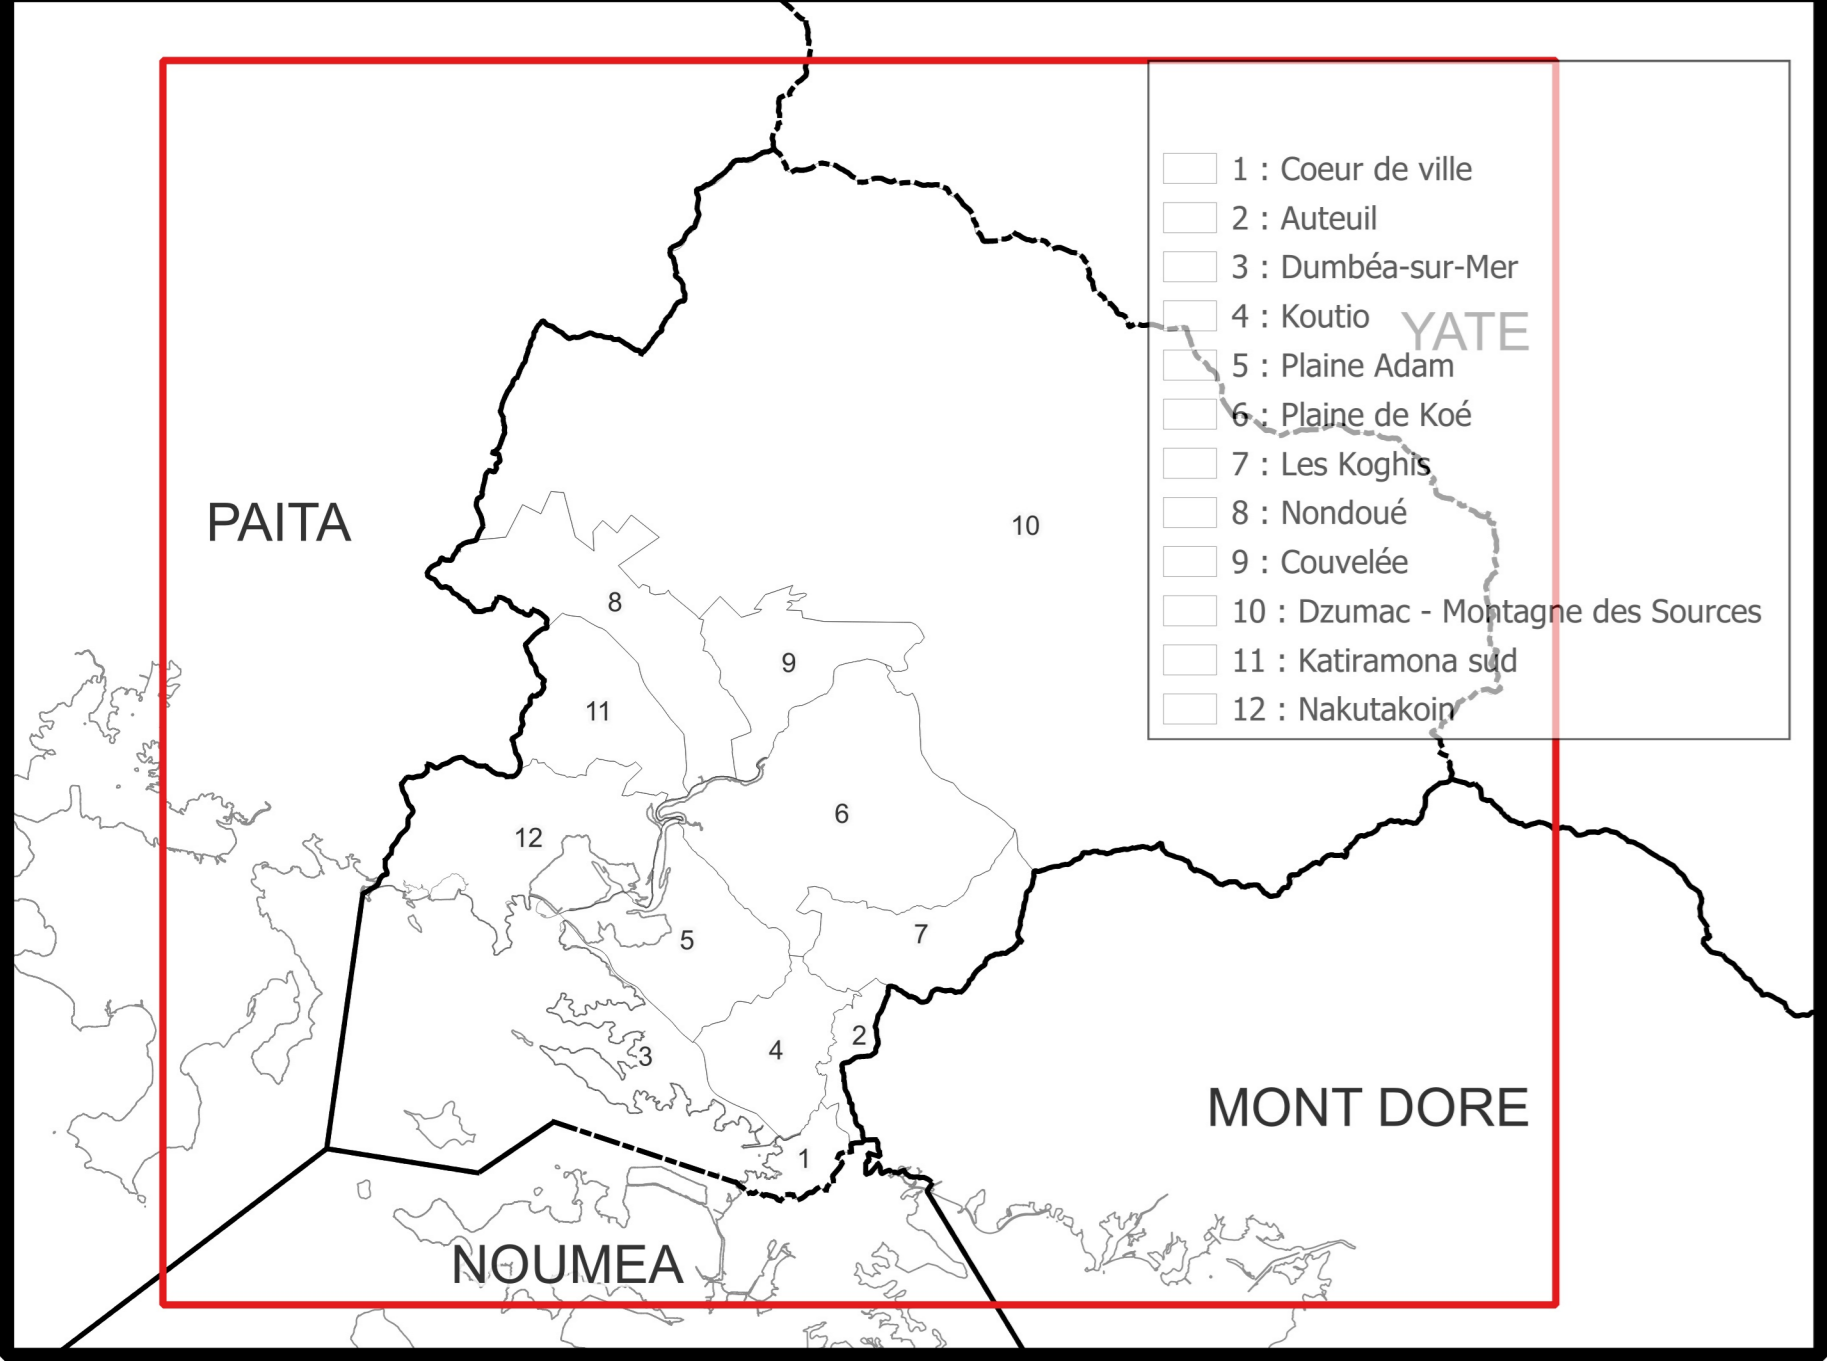 1 : Coeur de ville
2 : Auteuil
3 : Dumbéa-sur-Mer
4 : Koutio
YATE
5 : Plaine Adam
6 : Plaine de Koé
7 : Les Koghis
8 : Nondoué
9 : Couvelée
10 : Dzumac - Montagne des Sources
11 : Katiramona sud
12 : Nakutakoin
PAITA
10
8
9
11
6
12
7
5
2
4
3
MONT DORE
1
NOUMEA